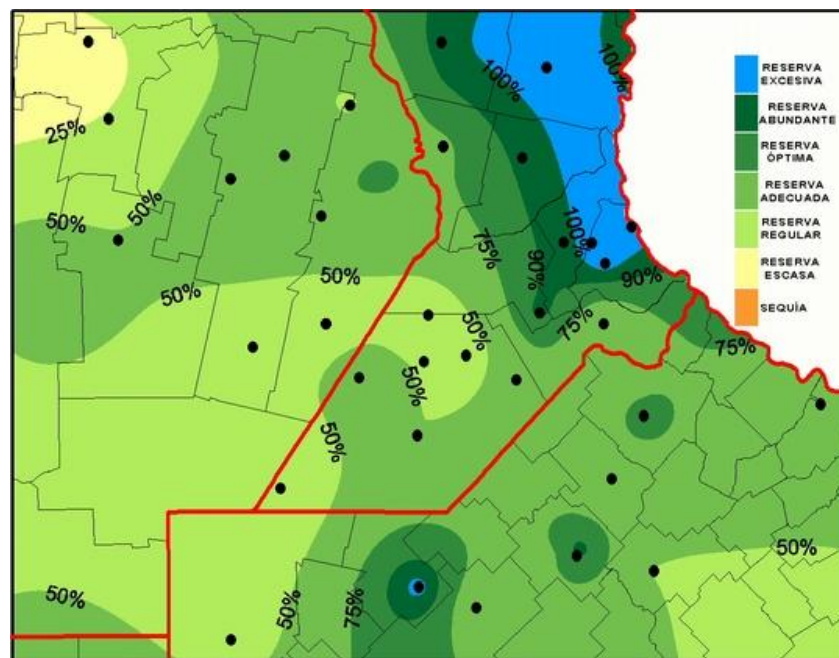 100%
100%
RESERVA
EXCESIVA
RESERVA
ABUNDANTE
RESERVA
ÓPTIMA
RESERVA
ADECUADA
RESERVA
REGULAR
RESERVA
ESCASA
SEQUÍA
25%
50%
50%
75%
100%
90%
90%
50%
50%
50%
75%
75%
50%
50%
50%
50%
50%
75%